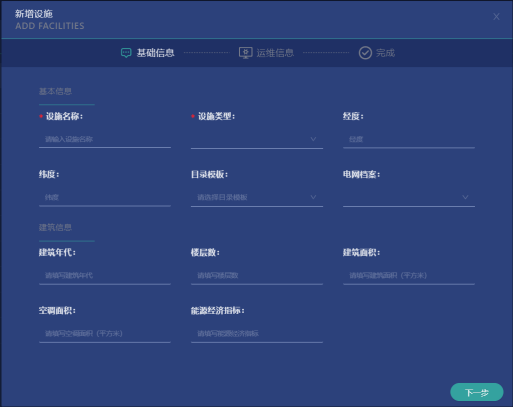 新增设施
ADD FACILITIES
基础信息 运维信息 完成
基本信息
* 设施名称： * 设施类型： 经度：
请输入设施名称 经度
纬度： 目录模板： 电网档案：
纬度 请选择目录模板
建筑信息
建筑年代： 楼层数： 建筑面积：
请填写建筑年代 请填写楼层数 请填写建筑面积（平方米）
空调面积： 能源经济指标：
请填写空调面积（平方米） 请填写能源经济指标
下一步